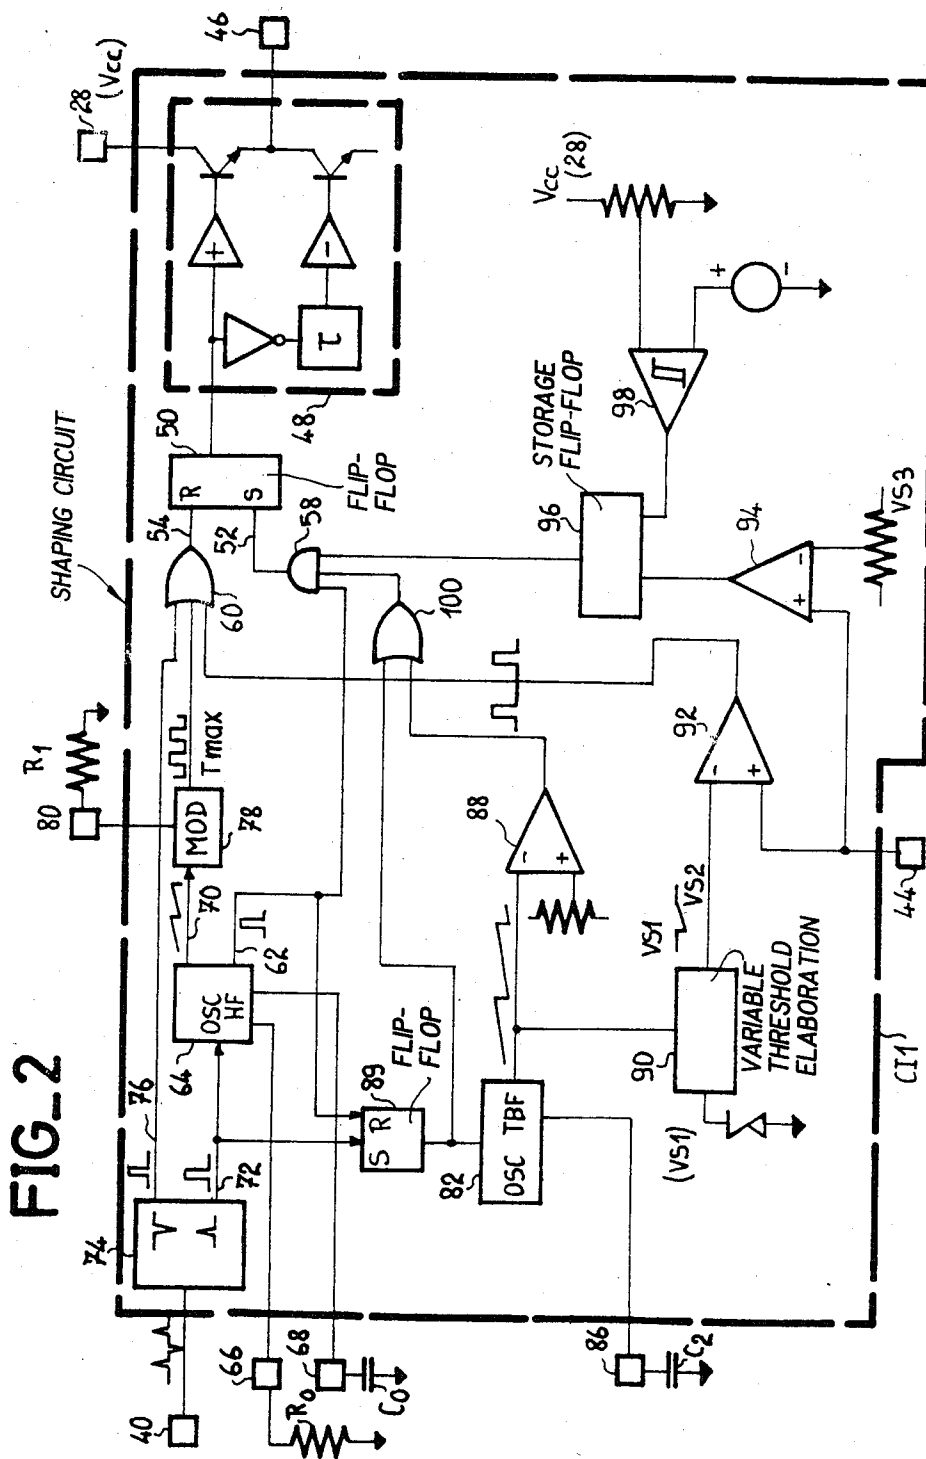 FIG_2
SHAPING CIRCUIT
40
74
76
72
66
R0
68
C0
64
OSC
HF
70
62
80
R1
MOD
78
Tmax
60
54
52
50
R
S
FLIP-
FLOP
58
100
48
τ
+
-
28
(Vcc)
46
S R
89
FLIP-
FLOP
82
OSC TBF
86
C2
88
-
+
90
VARIABLE
THRESHOLD
ELABORATION
(VS1)
VS1
VS2
92
-
+
44
94
+
-
VS3
96
STORAGE
FLIP-FLOP
98
Vcc
(28)
+
-
CI1